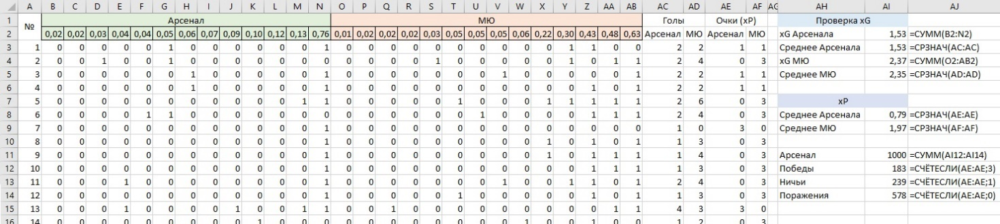 A B C D E F G H I J K L M N O P Q R S T U V W X Y Z AA AB AC AD AE AF AG AH AI AJ
1 № Арсенал МЮ Голы Очки (xP) Проверка xG
2 0,02 0,02 0,03 0,04 0,04 0,05 0,06 0,07 0,09 0,10 0,12 0,13 0,76 0,01 0,02 0,02 0,02 0,03 0,05 0,05 0,05 0,06 0,22 0,30 0,43 0,48 0,63 Арсенал МЮ Арсенал МЮ xG Арсенала 1,53 =СУММ(B2:N2)
3 1 0 0 0 0 0 1 0 0 0 0 0 0 1 0 0 0 0 0 0 0 0 0 0 1 1 0 0 2 2 1 1 Среднее Арсенала 1,53 =СРЗНАЧ(AC:AC)
4 2 0 0 1 0 0 1 0 0 0 0 0 0 0 0 0 0 0 1 0 0 0 0 0 1 0 1 1 2 4 0 3 xG МЮ 2,37 =СУММ(O2:AB2)
5 3 0 0 0 0 0 0 1 0 0 0 0 0 1 0 0 0 0 0 0 0 1 0 0 0 0 0 1 2 2 1 1 Среднее МЮ 2,35 =СРЗНАЧ(AD:AD)
6 4 0 0 0 0 0 0 1 0 0 0 0 0 1 0 0 0 0 0 0 0 0 0 0 0 1 0 1 2 2 1 1
7 5 0 0 0 0 0 0 0 0 0 0 0 1 1 0 0 0 0 0 1 0 0 0 1 1 1 1 1 2 6 0 3 xP
8 6 0 0 0 0 1 1 0 0 0 0 0 0 0 0 0 0 0 0 0 1 0 0 0 0 1 1 1 2 4 0 3 Среднее Арсенала 0,79 =СРЗНАЧ(AE:AE)
9 7 0 0 0 0 0 0 0 0 0 0 0 0 1 0 0 0 0 0 0 0 0 0 0 0 0 0 0 1 0 3 0 Среднее МЮ 1,97 =СРЗНАЧ(AF:AF)
10 8 0 0 0 0 0 0 0 0 0 0 0 0 1 0 0 0 0 0 0 0 0 0 1 0 1 0 1 1 3 0 3
11 9 0 0 0 0 0 0 0 0 0 0 0 0 1 0 0 0 0 0 0 0 0 0 1 0 1 1 1 1 4 0 3 Арсенал 1000 =СУММ(AI12:AI14)
12 10 0 0 0 0 0 0 0 0 0 0 0 0 1 0 0 0 0 0 0 0 0 0 0 0 1 1 1 1 3 0 3 Победы 183 =СЧЁТЕСЛИ(AE:AE;3)
13 11 0 0 0 1 0 0 0 0 0 0 0 0 1 0 0 0 0 0 0 0 1 0 0 1 1 0 1 2 4 0 3 Ничьи 239 =СЧЁТЕСЛИ(AE:AE;1)
14 12 0 0 0 0 0 0 0 0 0 0 0 0 1 0 0 0 0 0 1 0 0 0 0 0 1 0 1 1 3 0 3 Поражения 578 =СЧЁТЕСЛИ(AE:AE;0)
15 13 0 0 0 1 0 0 0 0 1 0 0 1 1 0 0 1 0 0 0 0 0 0 0 0 0 1 1 4 3 3 0
16 14 0 0 0 0 0 0 0 0 0 1 0 0 0 0 0 0 0 0 0 0 0 1 0 0 1 0 0 1 2 0 3